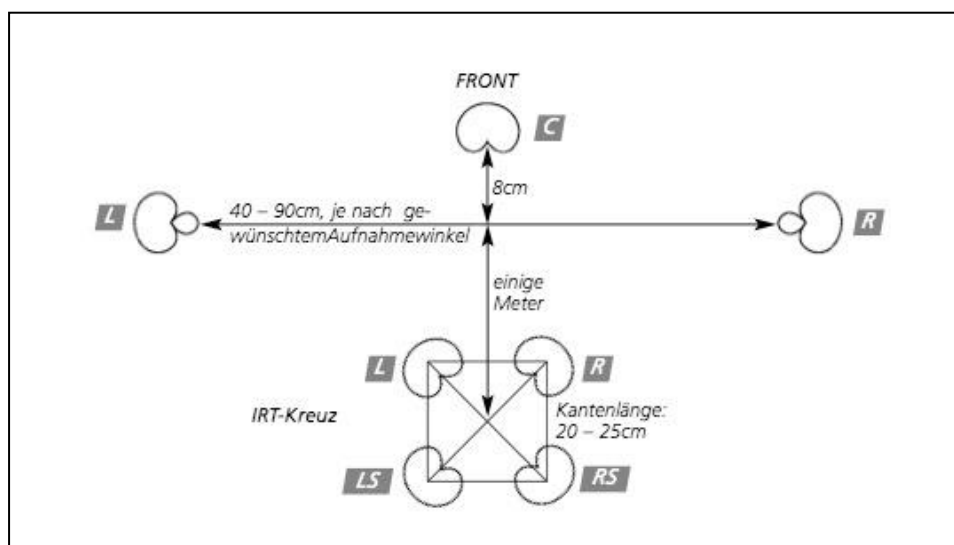 FRONT
C
8cm
L
40 – 90cm, je nach ge-
wünschtemAufnahmewinkel
R
einige
Meter
L
R
IRT-Kreuz
Kantenlänge:
20 – 25cm
LS
RS